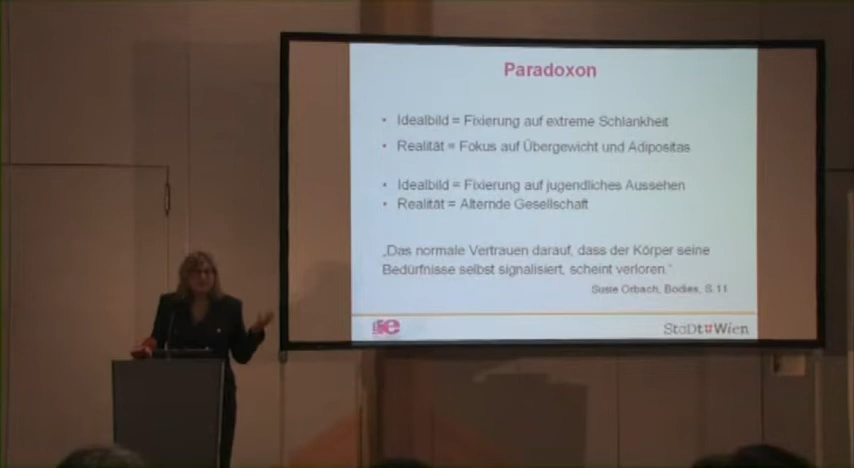 Paradoxon
• Idealbild = Fixierung auf extreme Schlankheit
• Realität = Fokus auf Übergewicht und Adipositas
• Idealbild = Fixierung auf jugendliches Aussehen
• Realität = Alternde Gesellschaft
„Das normale Vertrauen darauf, dass der Körper seine
Bedürfnisse selbst signalisiert, scheint verloren.“
Susie Orbach, Bodies, S.11
StaDt Wien